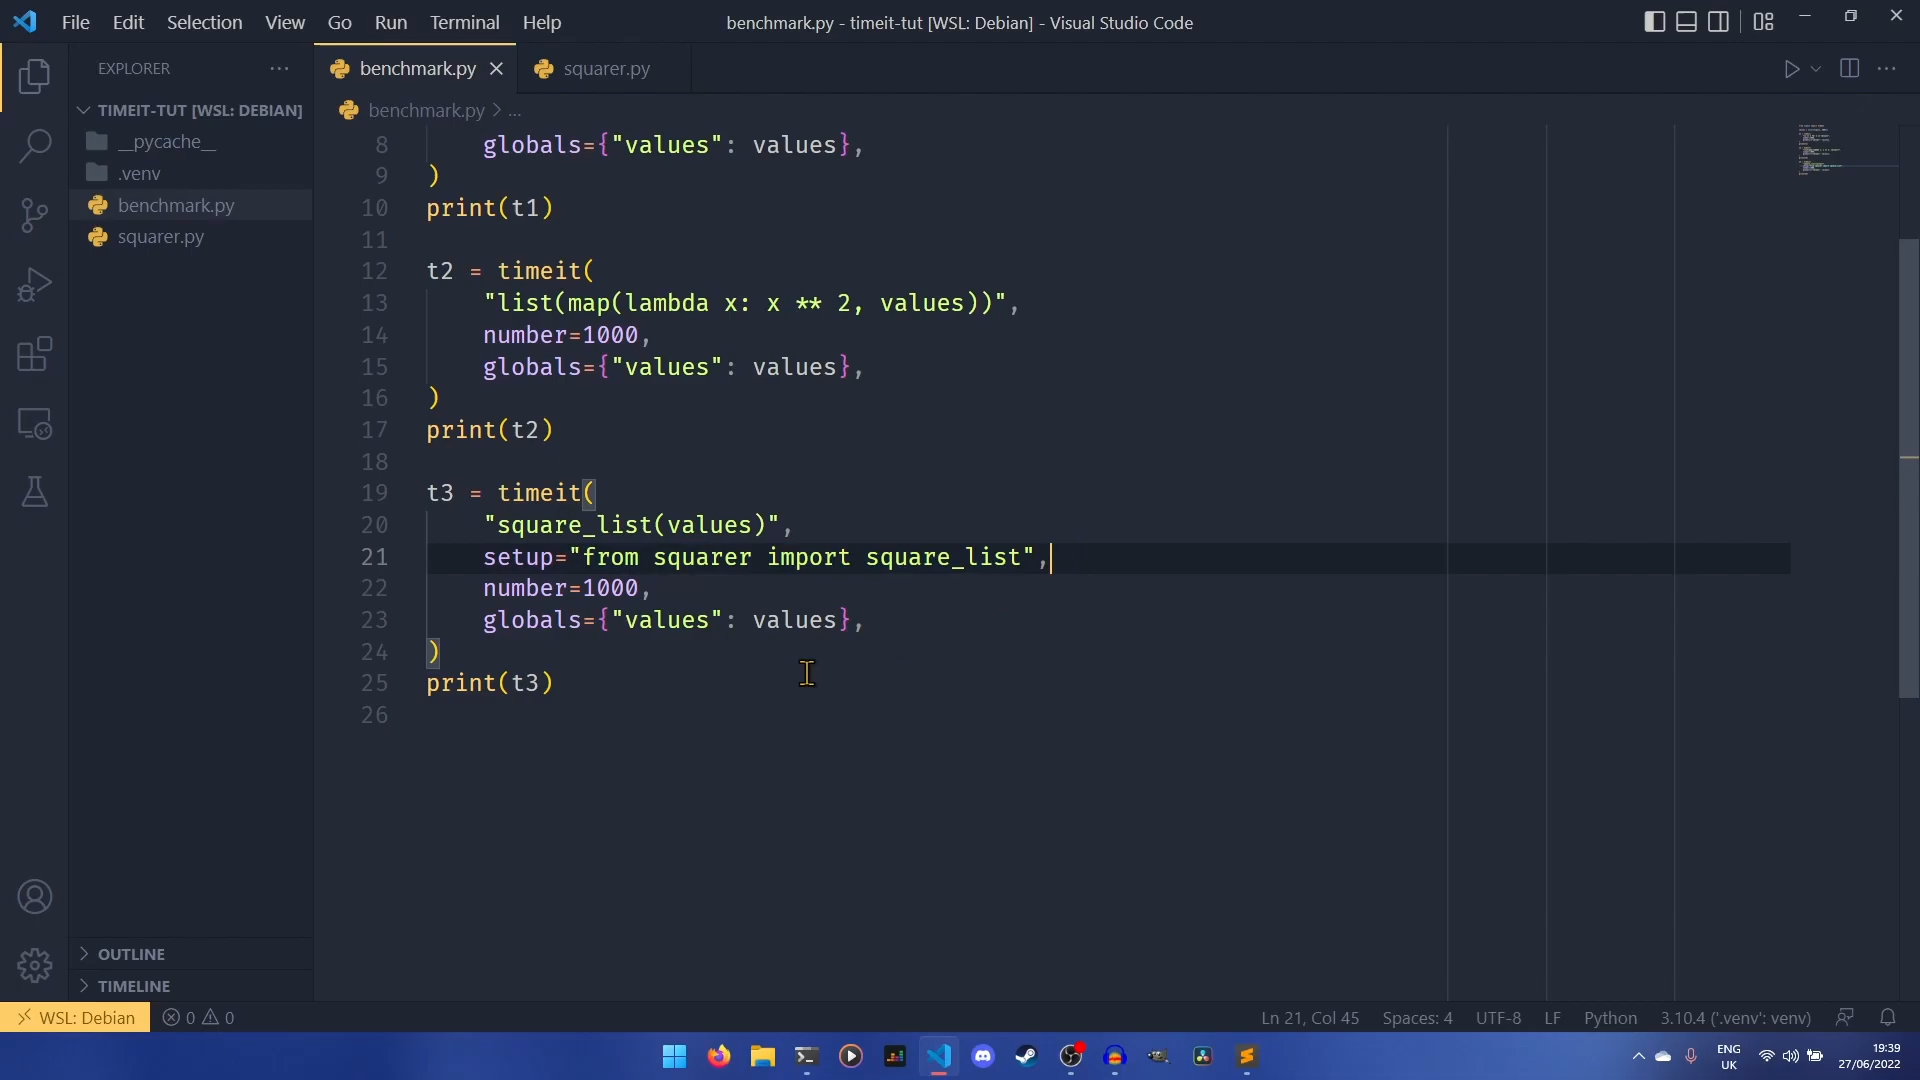 File Edit Selection View Go Run Terminal Help
benchmark.py - timeit-tut [WSL: Debian] - Visual Studio Code
EXPLORER
benchmark.py
squarer.py
TIMEIT-TUT [WSL: DEBIAN]
__pycache__
.venv
benchmark.py
squarer.py
OUTLINE
TIMELINE
benchmark.py > ...
8 globals={"values": values},
9 )
10 print(t1)
11
12 t2 = timeit(
13 "list(map(lambda x: x ** 2, values))",
14 number=1000,
15 globals={"values": values},
16 )
17 print(t2)
18
19 t3 = timeit(
20 "square_list(values)",
21 setup="from squarer import square_list",
22 number=1000,
23 globals={"values": values},
24 )
25 print(t3)
26
WSL: Debian 0 0
Ln 21, Col 45 Spaces: 4 UTF-8 LF Python 3.10.4 ('.venv': venv)
ENG
UK
19:39
27/06/2022